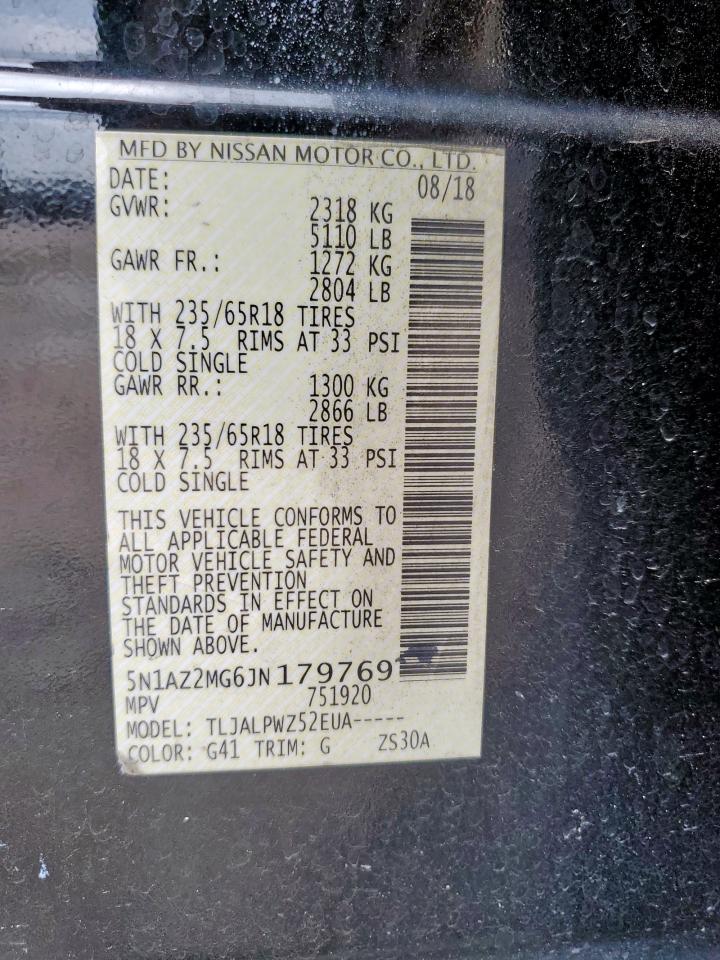 MFD BY NISSAN MOTOR CO., LTD.
DATE: 08/18
GVWR: 2318 KG
5110 LB
GAWR FR.: 1272 KG
2804 LB
WITH 235/65R18 TIRES
18 X 7.5 RIMS AT 33 PSI
COLD SINGLE
GAWR RR.: 1300 KG
2866 LB
WITH 235/65R18 TIRES
18 X 7.5 RIMS AT 33 PSI
COLD SINGLE
THIS VEHICLE CONFORMS TO
ALL APPLICABLE FEDERAL
MOTOR VEHICLE SAFETY AND
THEFT PREVENTION
STANDARDS IN EFFECT ON
THE DATE OF MANUFACTURE
SHOWN ABOVE.
5N1AZ2MG6JN179769
MPV 751920
MODEL: TLJALPWZ52EUA-----
COLOR: G41 TRIM: G ZS30A